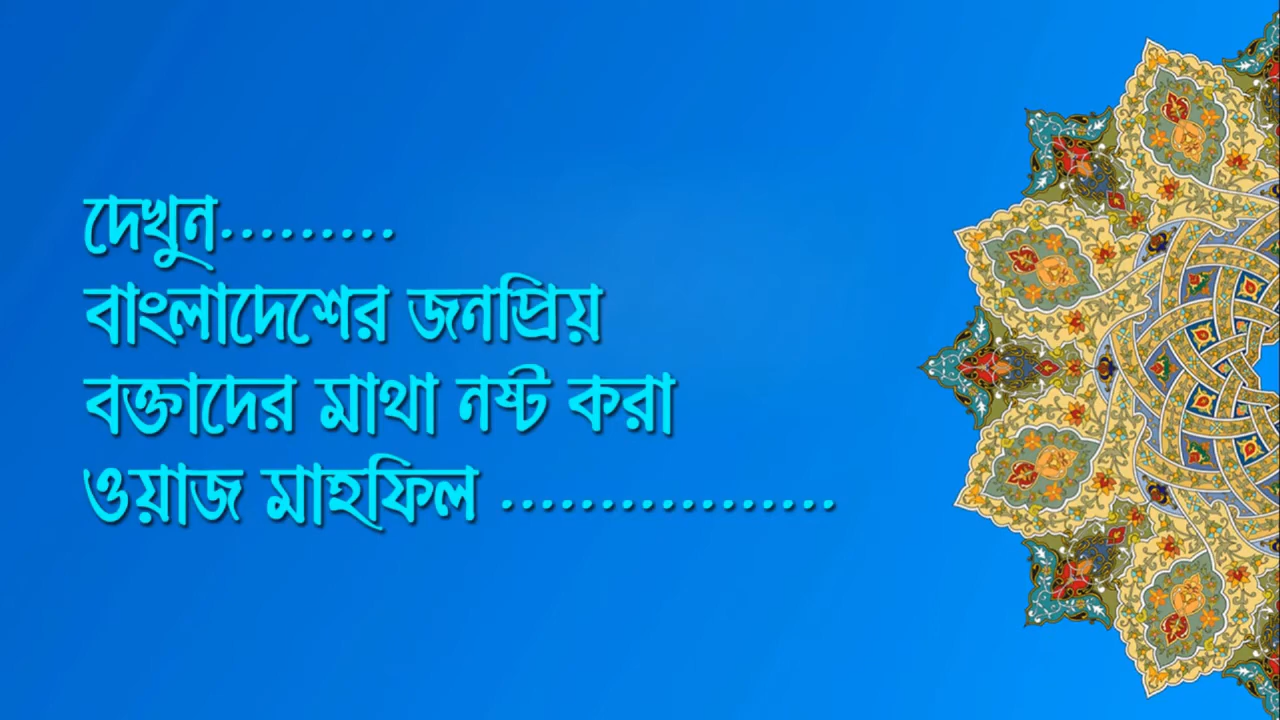 দেখুন.........
বাংলাদেশের জনপ্রিয়
বক্তাদের মাথা নষ্ট করা
ওয়াজ মাহফিল .................